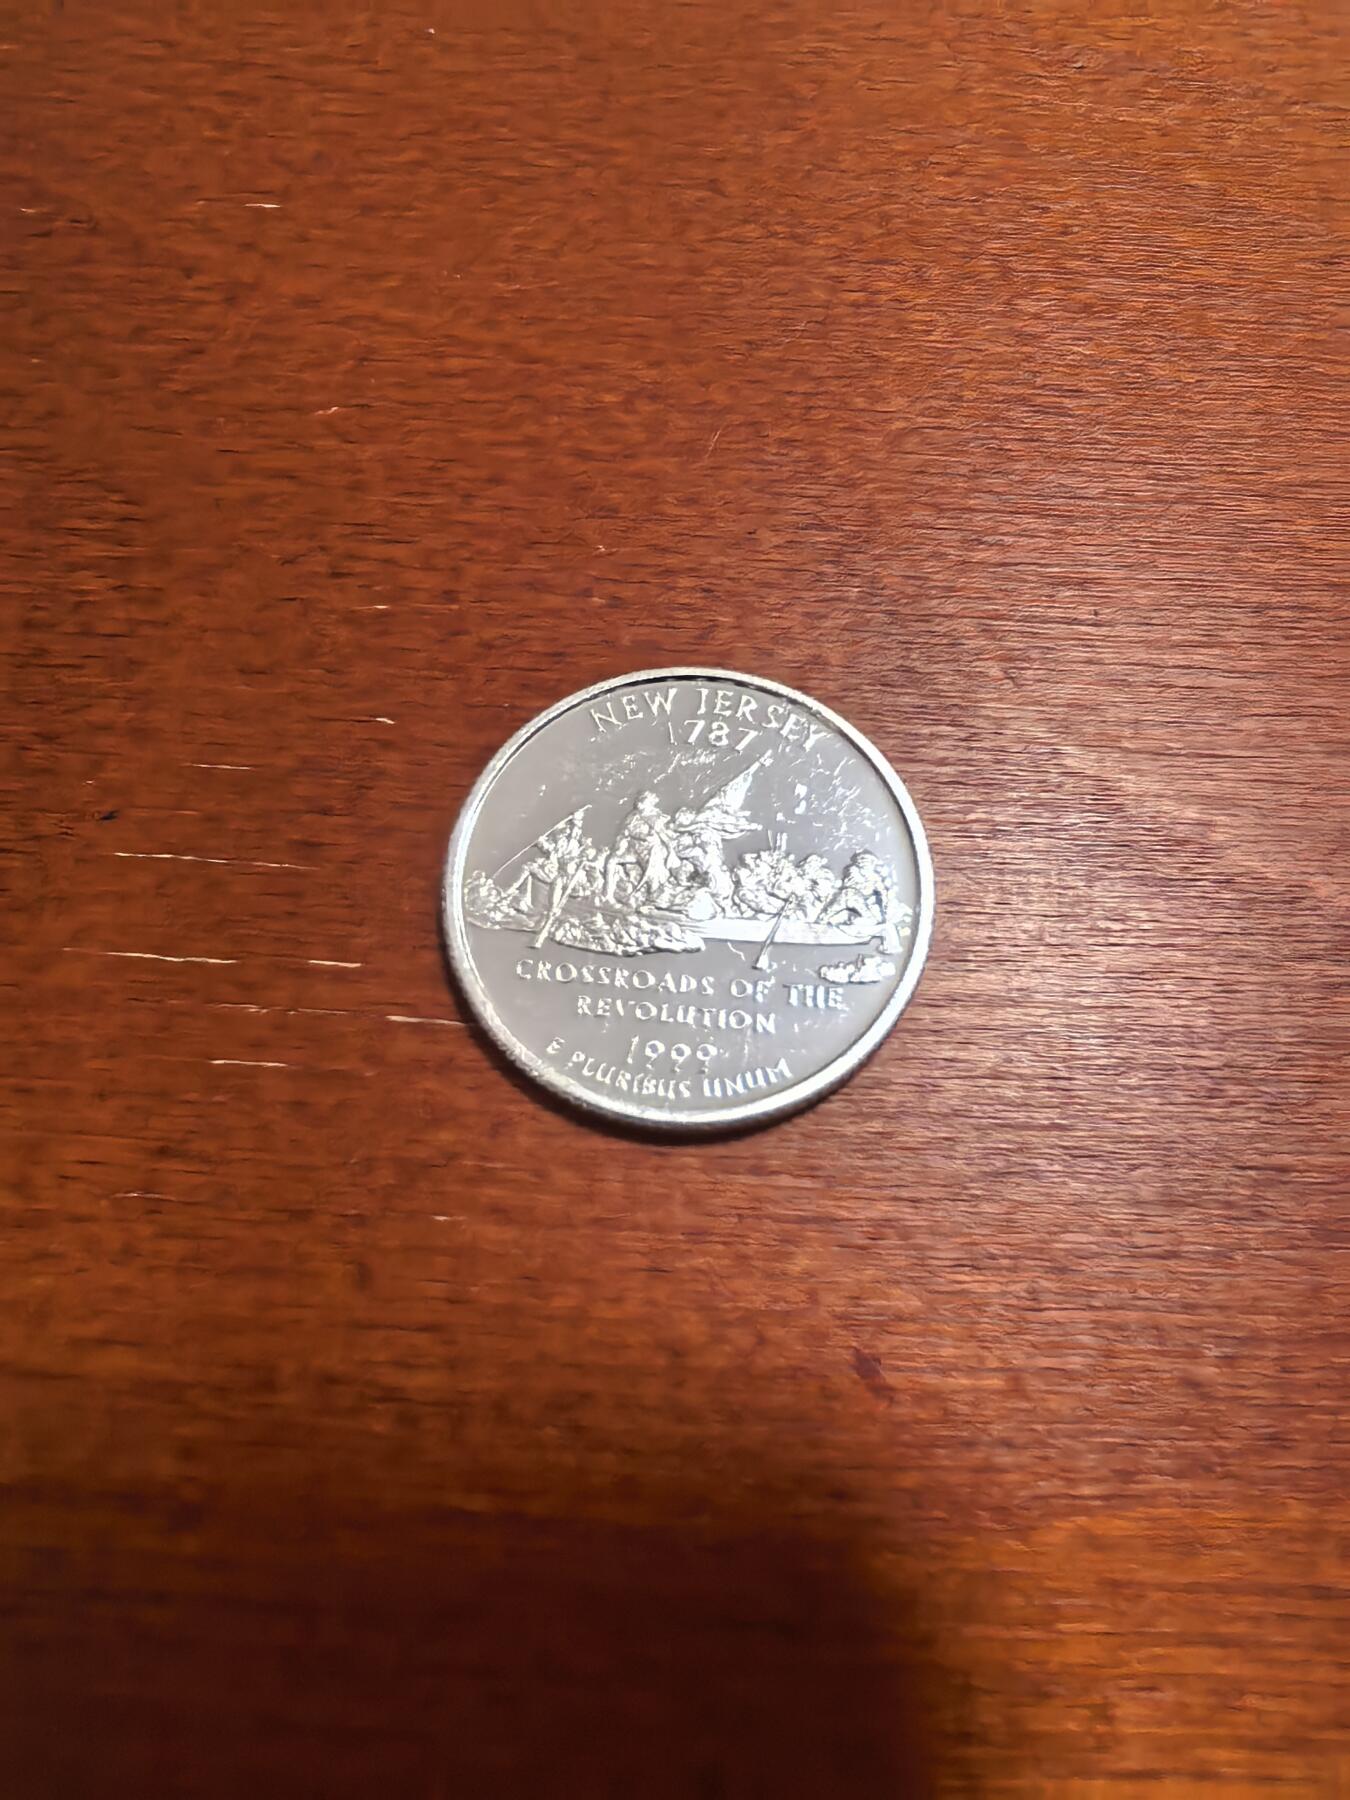 NEW JERSEY
1787
CROSSROADS OF THE
REVOLUTION
1999
E PLURIBUS UNUM